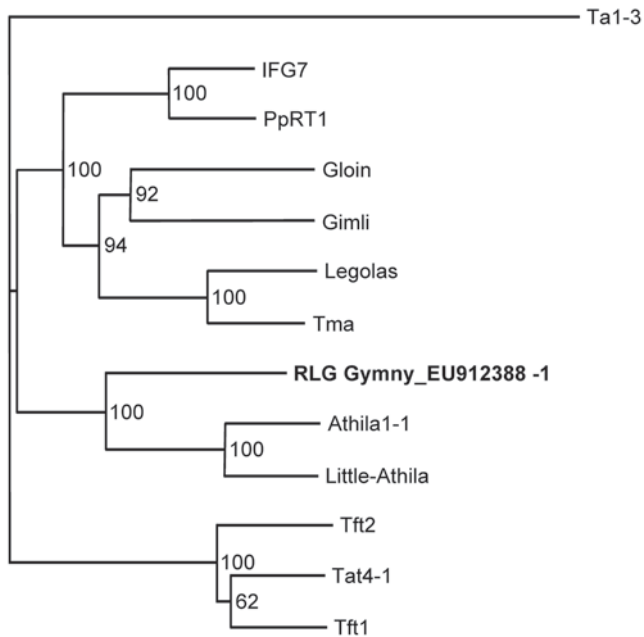 Ta1-3
IFG7
100
PpRT1
100
Gloin
92
Gimli
94
Legolas
100
Tma
RLG Gymny_EU912388 -1
100
Athila1-1
100
Little-Athila
Tft2
100
Tat4-1
62
Tft1